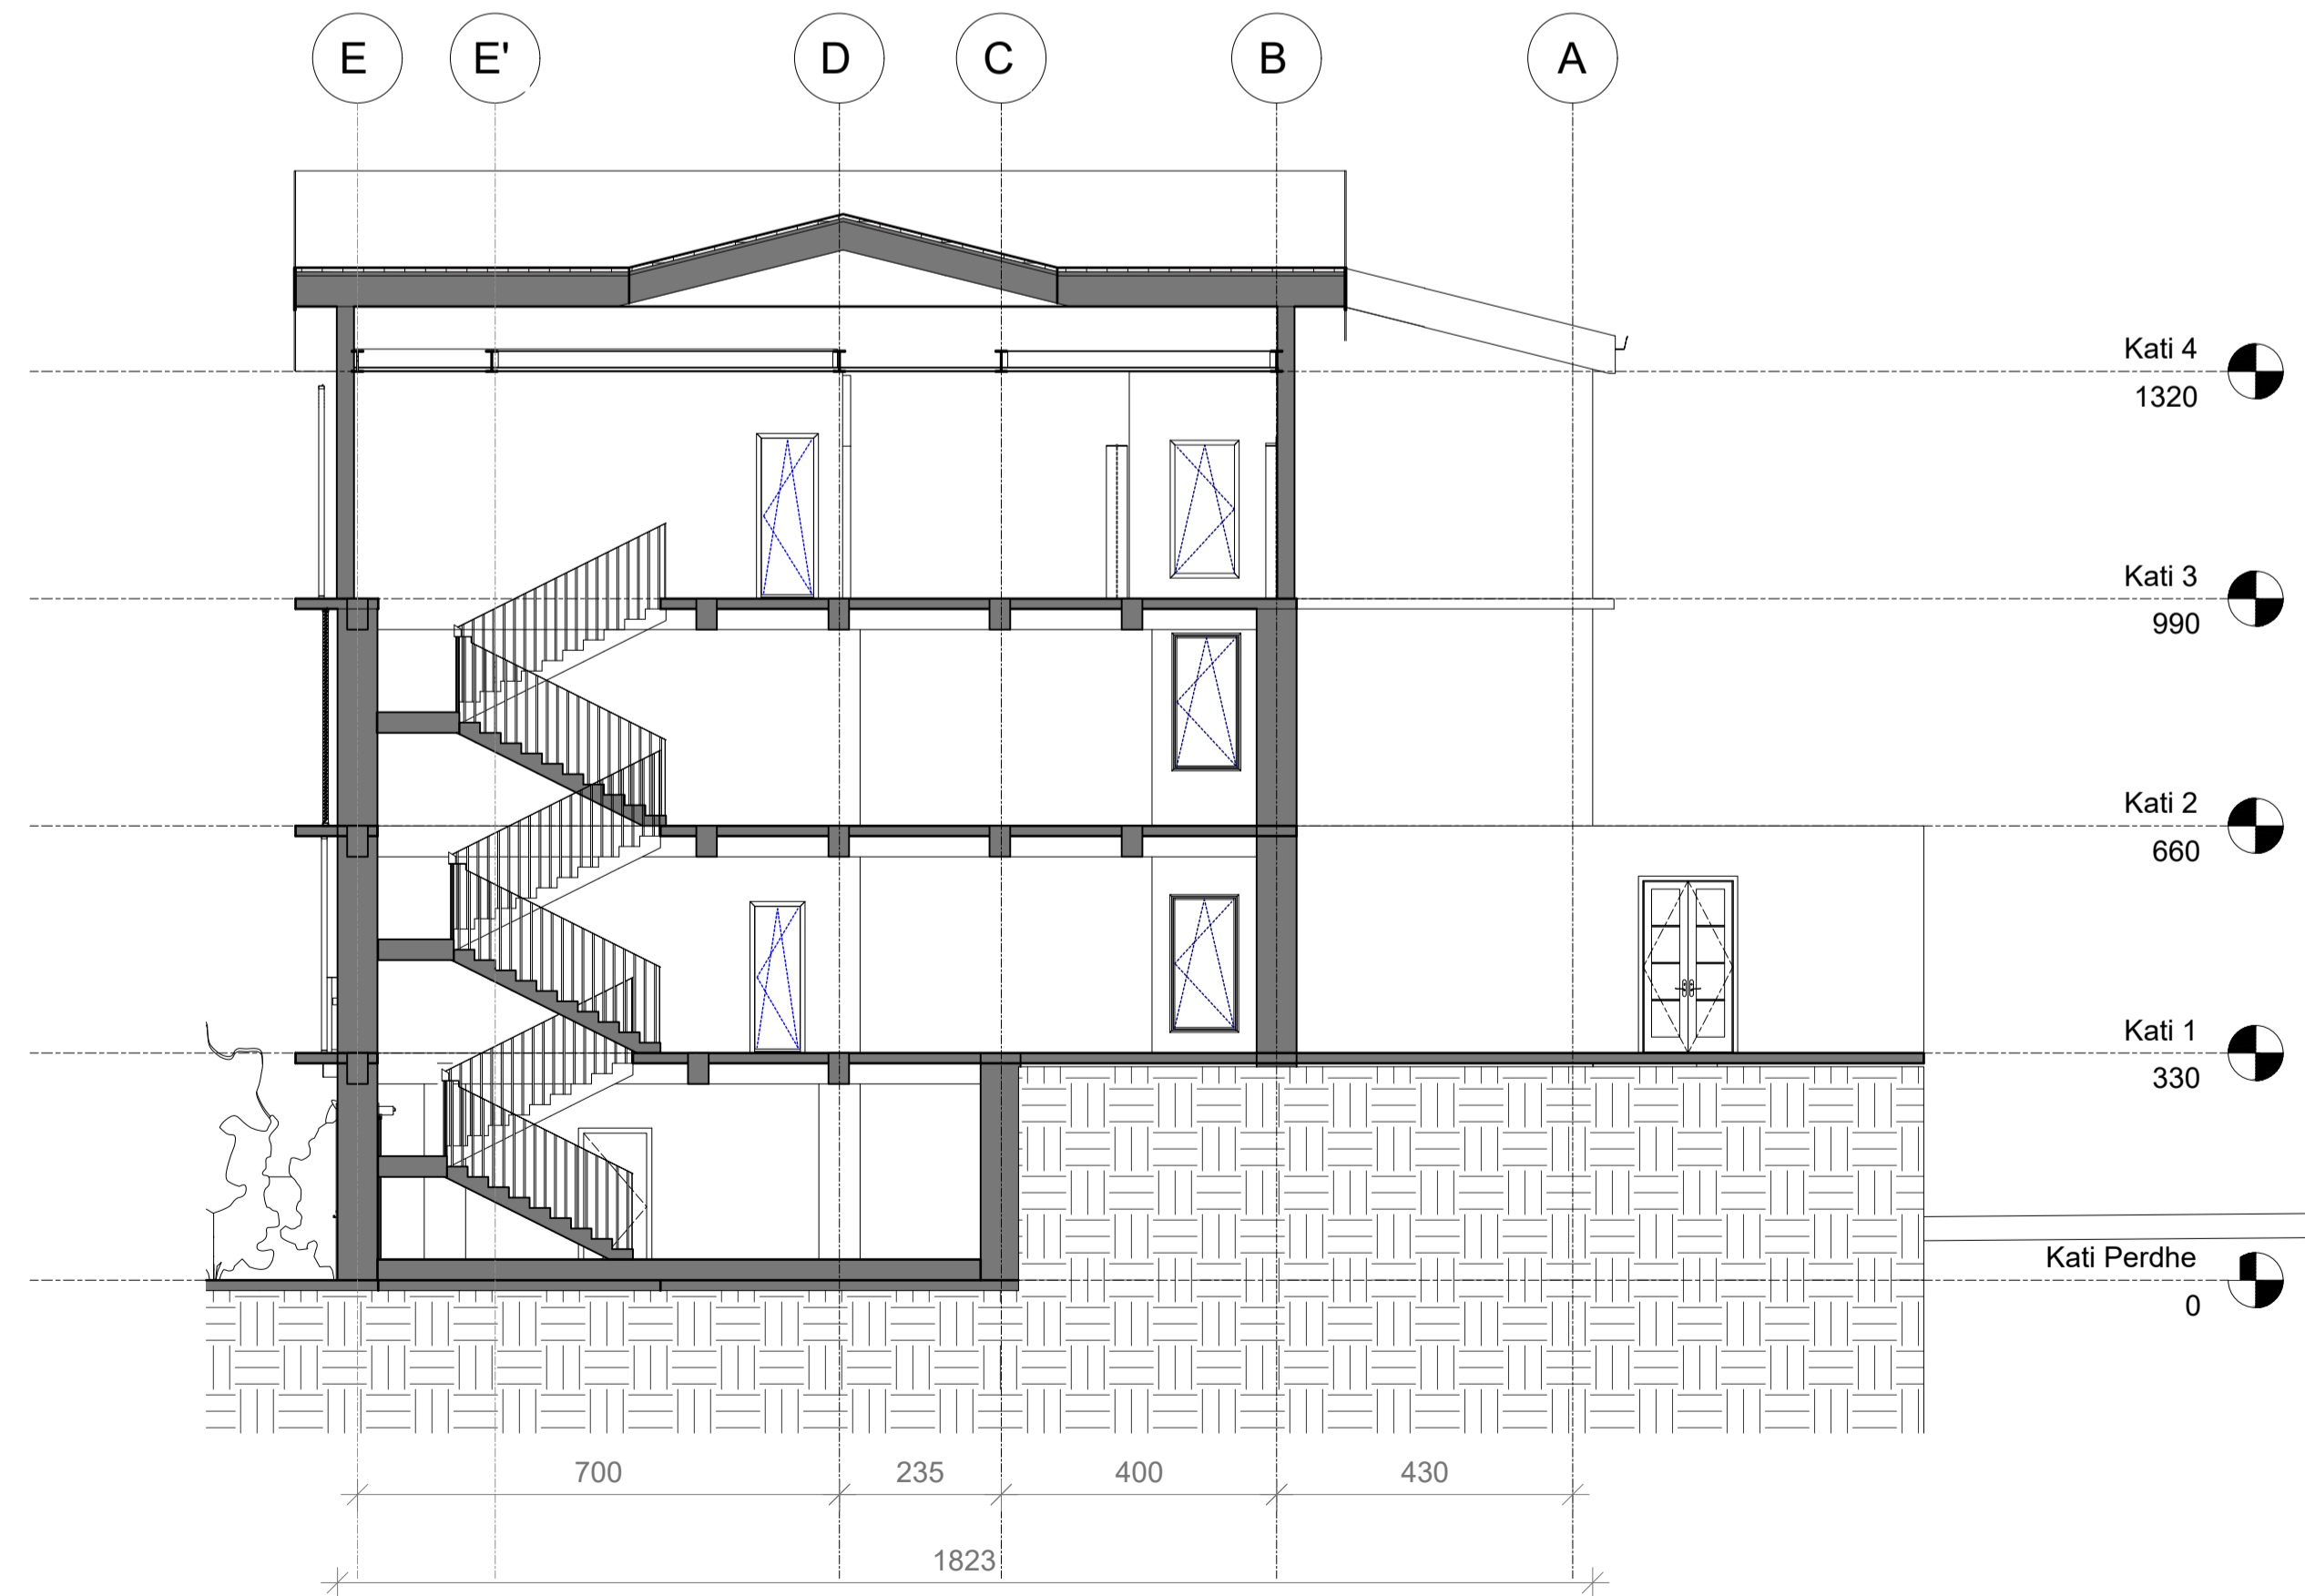 E E' D C B A
Kati 4
1320
Kati 3
990
Kati 2
660
Kati 1
330
Kati Perdhe
0
700 235 400 430
1823